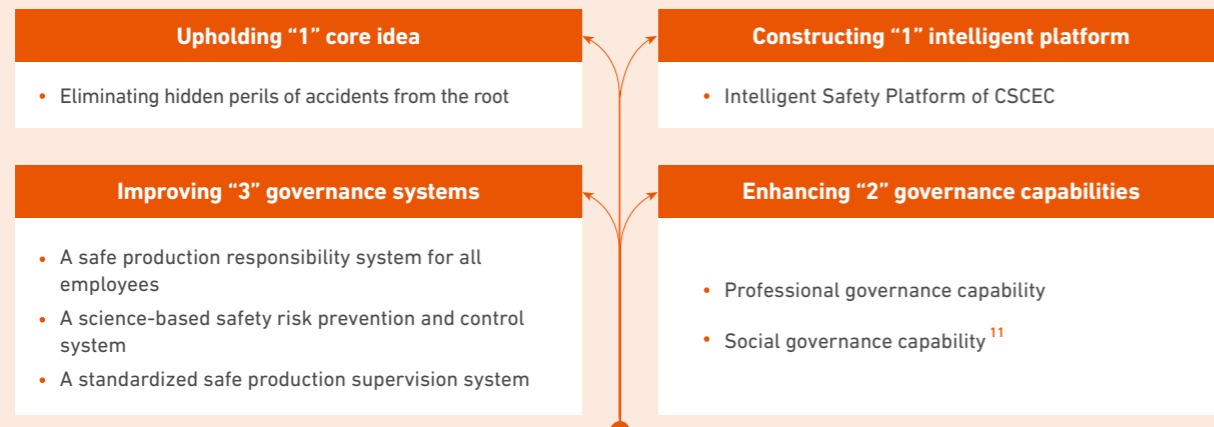 Upholding “1” core idea
• Eliminating hidden perils of accidents from the root
Constructing “1” intelligent platform
• Intelligent Safety Platform of CSCEC
Improving “3” governance systems
• A safe production responsibility system for all
employees
• A science-based safety risk prevention and control
system
• A standardized safe production supervision system
Enhancing “2” governance capabilities
• Professional governance capability
• Social governance capability 11